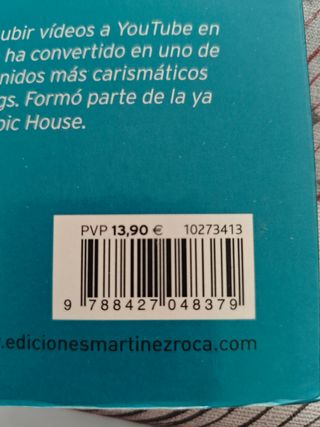 ubir vídeos a YouTube en
ha convertido en uno de
nidos más carismáticos
gs. Formó parte de la ya
pic House.
PVP 13,90 € 10273413
9 788427 048379
.edicionesmartinezroca.com